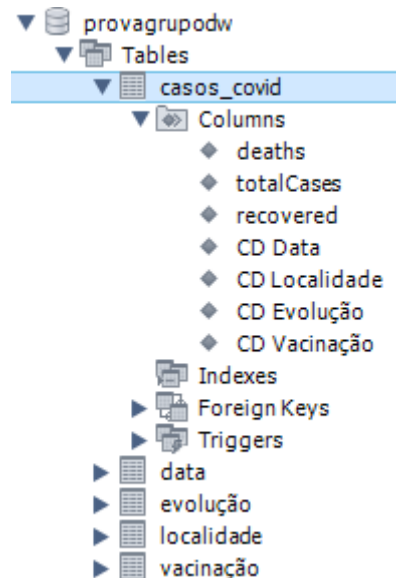 provagrupodw
Tables
casos_covid
Columns
deaths
totalCases
recovered
CD Data
CD Localidade
CD Evolução
CD Vacinação
Indexes
Foreign Keys
Triggers
data
evolução
localidade
vacinação